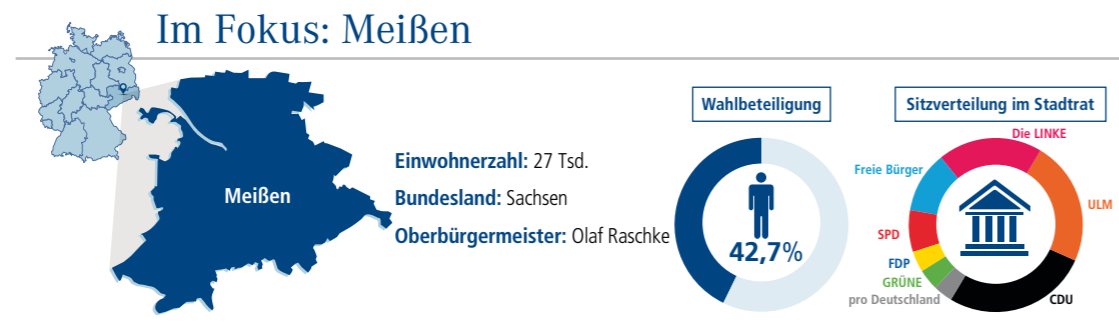 Im Fokus: Meißen
Meißen
Einwohnerzahl: 27 Tsd.
Bundesland: Sachsen
Oberbürgermeister: Olaf Raschke
Wahlbeteiligung
42,7%
Sitzverteilung im Stadtrat
Die LINKE
Freie Bürger
ULM
SPD
FDP
GRÜNE
pro Deutschland
CDU